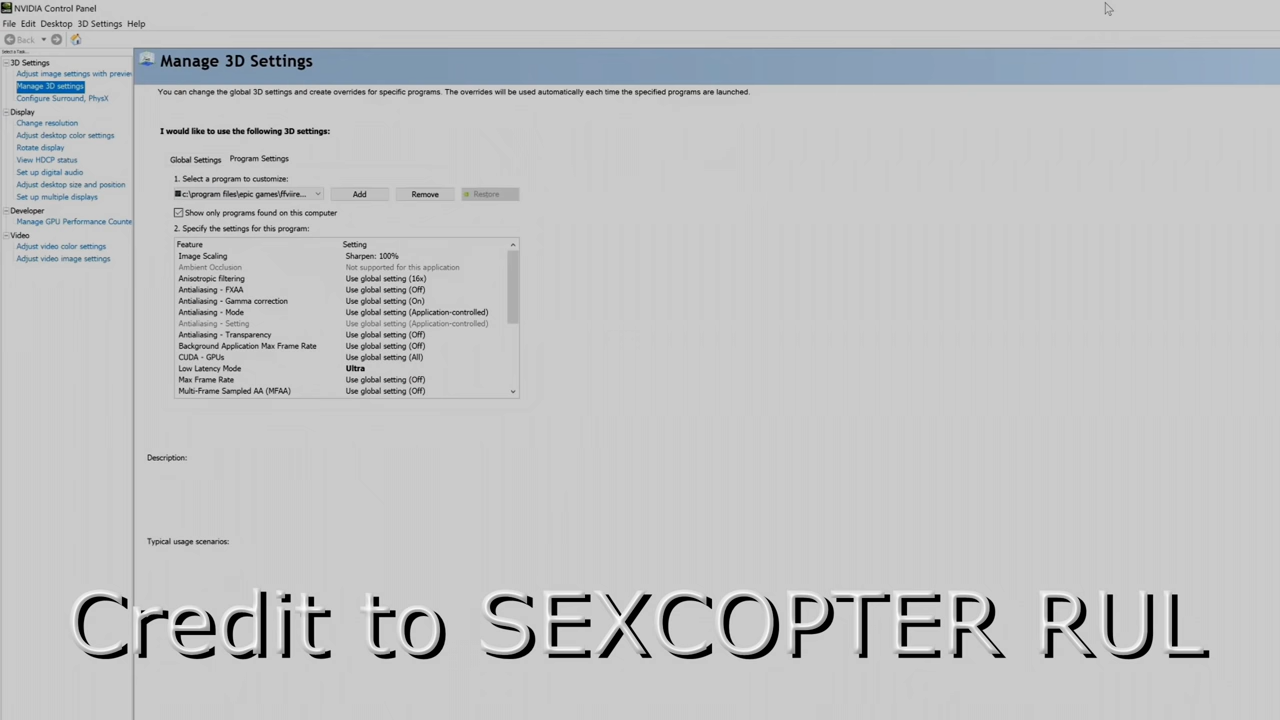 NVIDIA Control Panel
File Edit Desktop 3D Settings Help
Back
Select a Task...
3D Settings
Adjust image settings with preview
Manage 3D settings
Configure Surround, PhysX
Display
Change resolution
Adjust desktop color settings
Rotate display
View HDCP status
Set up digital audio
Adjust desktop size and position
Set up multiple displays
Developer
Manage GPU Performance Counte
Video
Adjust video color settings
Adjust video image settings
Manage 3D Settings
You can change the global 3D settings and create overrides for specific programs. The overrides will be used automatically each time the specified programs are launched.
I would like to use the following 3D settings:
Global Settings Program Settings
1. Select a program to customize:
c:\program files\epic games\ffviire... Add Remove Restore
Show only programs found on this computer
2. Specify the settings for this program:
Feature Setting
Image Scaling Sharpen: 100%
Ambient Occlusion Not supported for this application
Anisotropic filtering Use global setting (16x)
Antialiasing - FXAA Use global setting (Off)
Antialiasing - Gamma correction Use global setting (On)
Antialiasing - Mode Use global setting (Application-controlled)
Antialiasing - Setting Use global setting (Application-controlled)
Antialiasing - Transparency Use global setting (Off)
Background Application Max Frame Rate Use global setting (Off)
CUDA - GPUs Use global setting (All)
Low Latency Mode Ultra
Max Frame Rate Use global setting (Off)
Multi-Frame Sampled AA (MFAA) Use global setting (Off)
Description:
Typical usage scenarios:
Credit to SEXCOPTER RUL